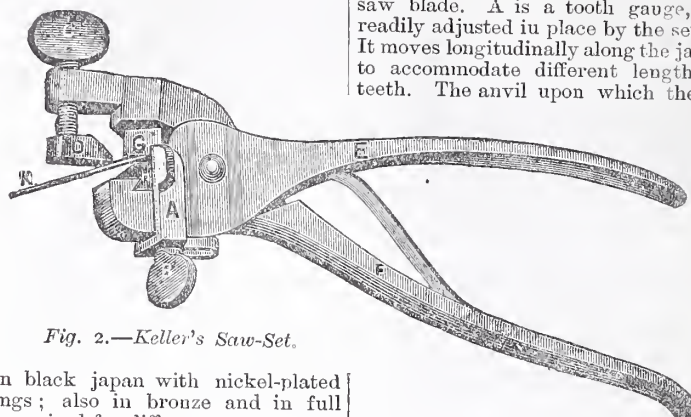 saw blade. A is a tooth gauge,
readily adjusted iu place by the se
It moves longitudinally along the ja
to accommodate different length
teeth. The anvil upon which the
C
D
G
E
A
F
B
Fig. 2.—Keller's Saw-Set.
n black japan with nickel-plated
ngs ; also in bronze and in full